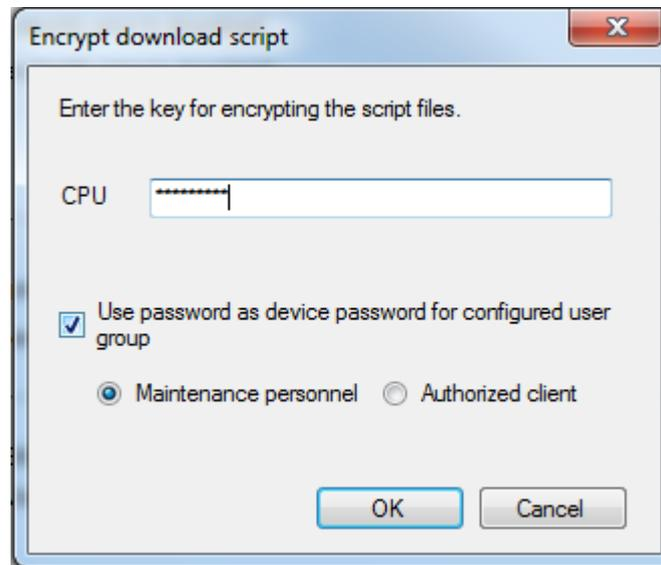 Encrypt download script
Enter the key for encrypting the script files.
CPU *********
Use password as device password for configured user
group
Maintenance personnel Authorized client
OK Cancel